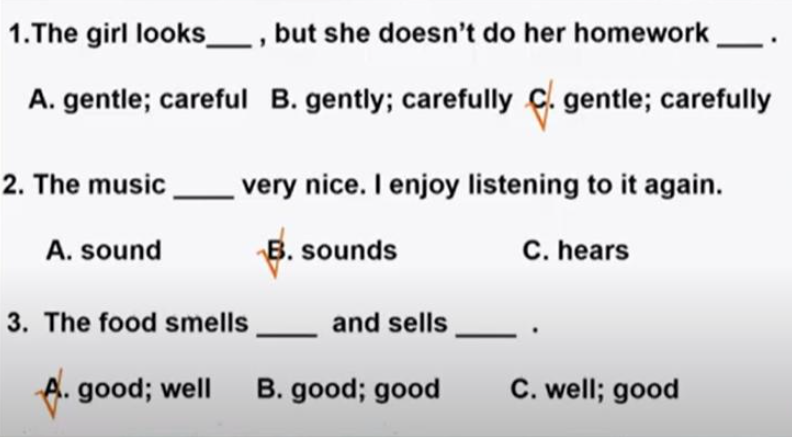 1.The girl looks___ , but she doesn't do her homework ___ .
A. gentle; careful B. gently; carefully C. gentle; carefully
2. The music ____ very nice. I enjoy listening to it again.
A. sound B. sounds C. hears
3. The food smells ____ and sells ____ .
A. good; well B. good; good C. well; good